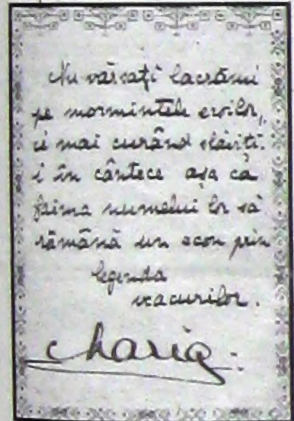 Nu vărsați lacrămi
pe mormintele eroilor,
ci mai curând slăviți-
i în cântece așa că
faima numelui lor să
rămână un ecou prin
legenda
veacurilor.
Maria